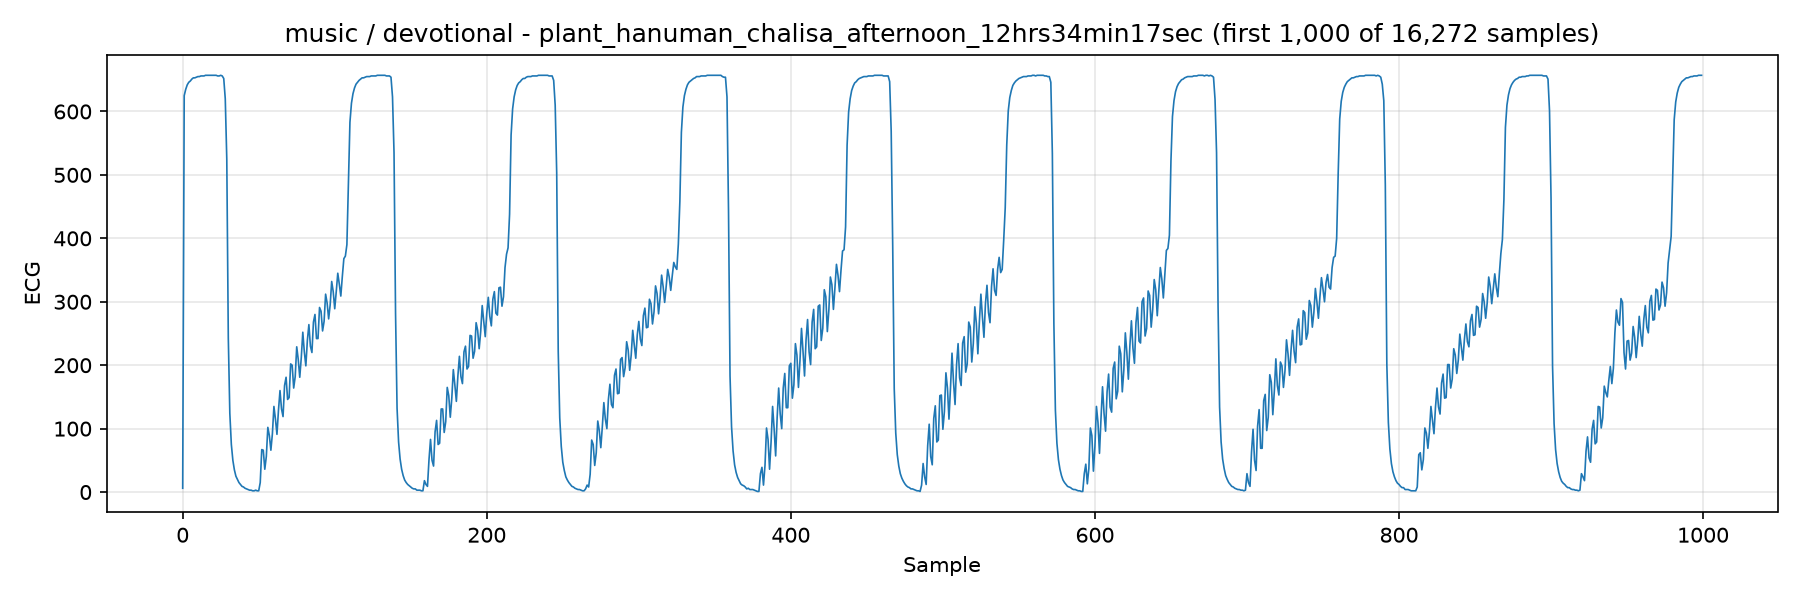 music / devotional - plant_hanuman_chalisa_afternoon_12hrs34min17sec (first 1,000 of 16,272 samples)
600
500
400
300
200
100
0
ECG
0 200 400 600 800 1000
Sample